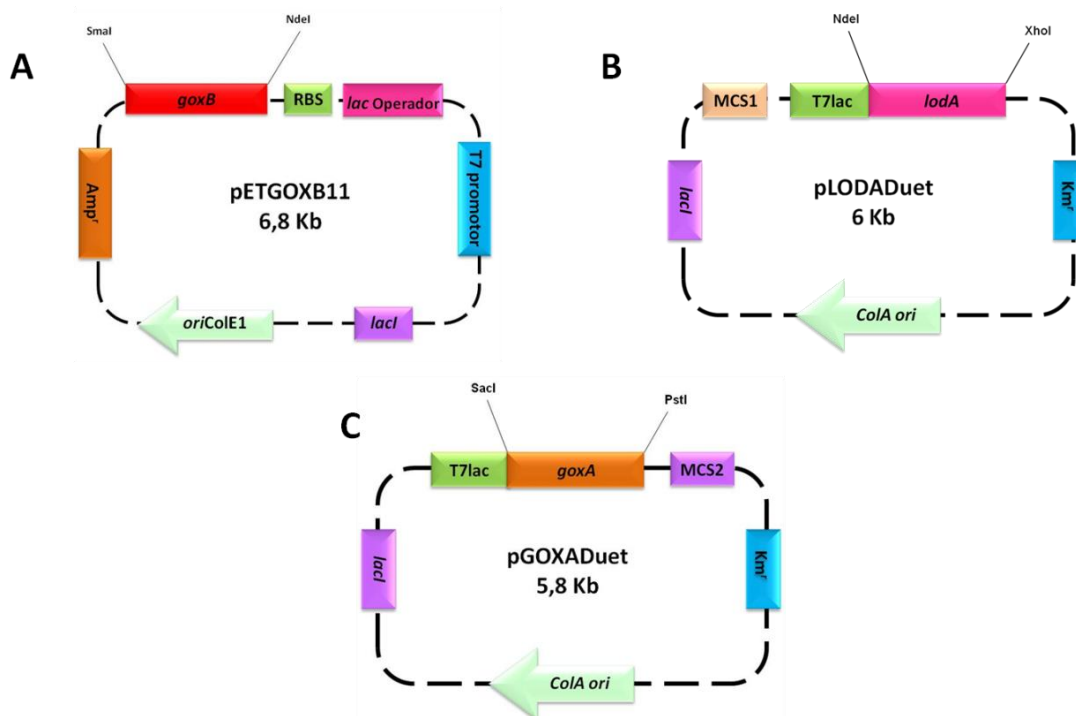 A
SmaI
NdeI
goxB
RBS
lac Operador
Ampʳ
T7 promotor
pETGOXB11
6,8 Kb
oriColE1
lacI
B
NdeI
XhoI
MCS1
T7lac
lodA
lacI
Kmʳ
pLODADuet
6 Kb
ColA ori
C
SacI
PstI
T7lac
goxA
MCS2
lacI
Kmʳ
pGOXADuet
5,8 Kb
ColA ori